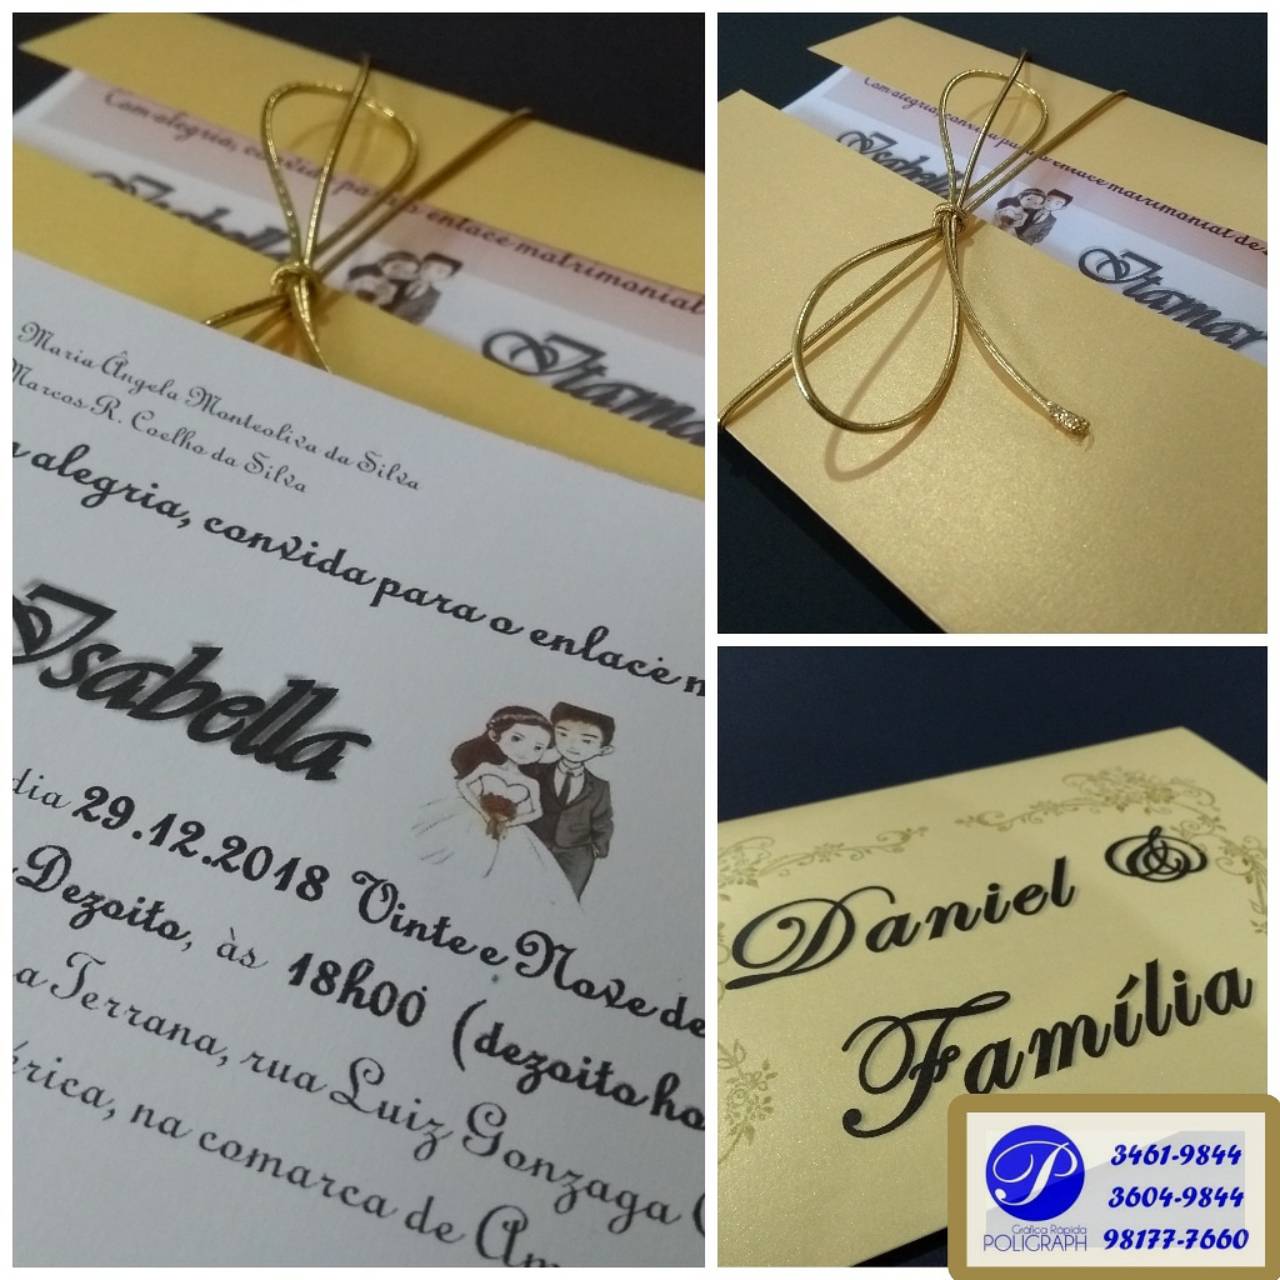 Com alegria, convida para o enlace matrimonial
Isabella
Itamar
Maria Ângela Monteoliva da Silva
Marcos R. Coelho da Silva
alegria, convida para o enlace
Isabella
dia 29.12.2018 Vinte e Nove de
Dezoito, às 18h00 (dezoito
Terrana, rua Luiz Gonzaga (
na comarca de
Com alegria, convida para o enlace matrimonial de
Isabella
Itamar
Daniel &
Família
P
Gráfica Rápida
POLIGRAPH
3461-9844
3604-9844
98177-7660